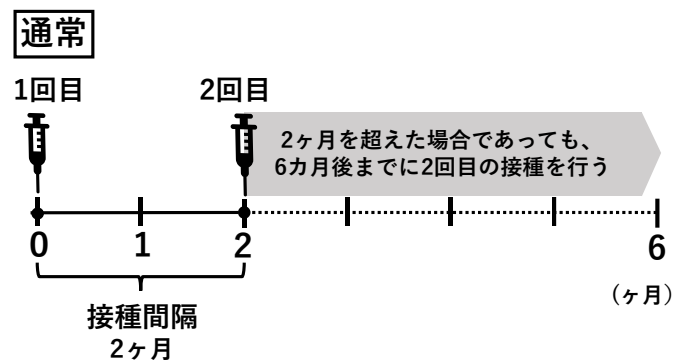 通常
1回目
2回目
2ヶ月を超えた場合であっても、
6カ月後までに2回目の接種を行う
0
1
2
6
(ヶ月)
接種間隔
2ヶ月